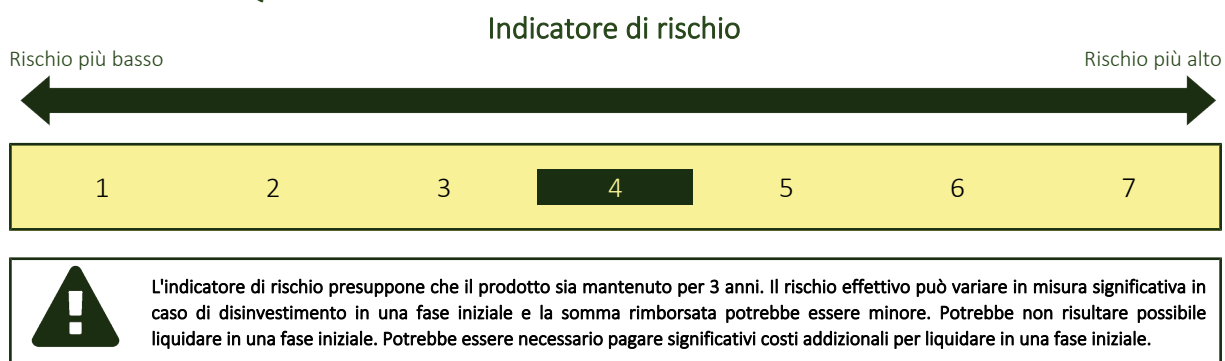 Indicatore di rischio
Rischio più basso
Rischio più alto
1 2 3 4 5 6 7
L'indicatore di rischio presuppone che il prodotto sia mantenuto per 3 anni. Il rischio effettivo può variare in misura significativa in
caso di disinvestimento in una fase iniziale e la somma rimborsata potrebbe essere minore. Potrebbe non risultare possibile
liquidare in una fase iniziale. Potrebbe essere necessario pagare significativi costi addizionali per liquidare in una fase iniziale.